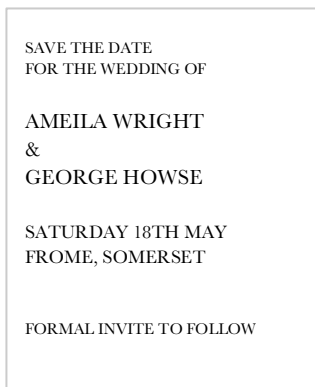 SAVE THE DATE
FOR THE WEDDING OF
AMEILA WRIGHT
&
GEORGE HOWSE
SATURDAY 18TH MAY
FROME, SOMERSET
FORMAL INVITE TO FOLLOW